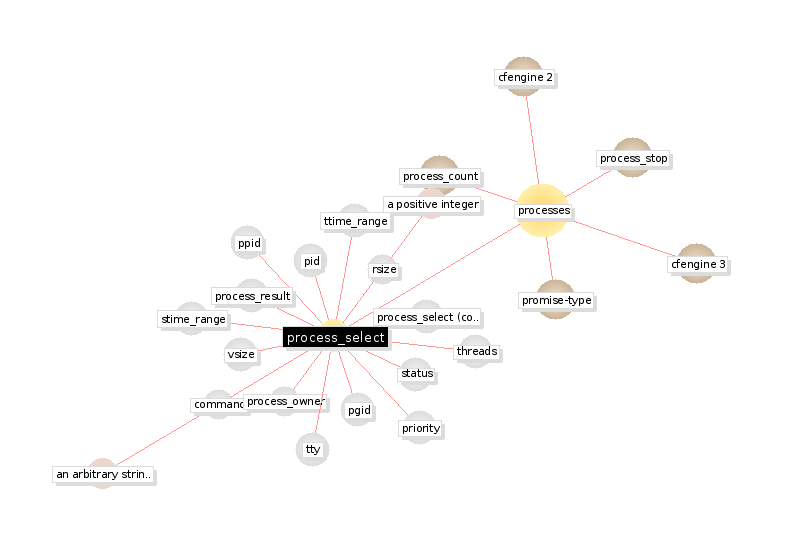 cfengine 2
process_stop
process_count
a positive integer
processes
ttime_range
ppid
pid
rsize
cfengine 3
process_result
promise-type
stime_range
process_select (co..
process_select
vsize
threads
status
command
process_owner
pgid
priority
tty
an arbitrary strin..